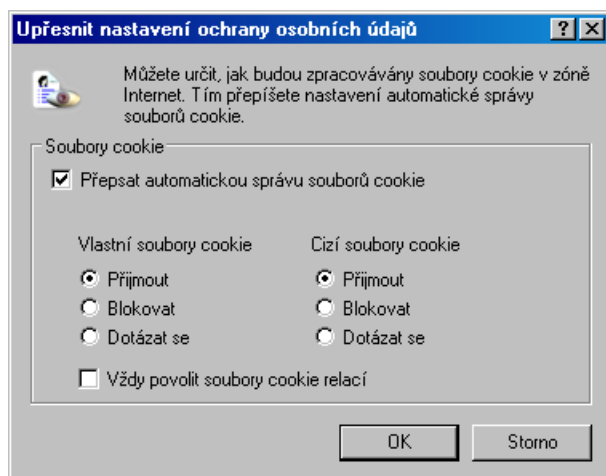 Upřesnit nastavení ochrany osobních údajů
Můžete určit, jak budou zpracovávány soubory cookie v zóně
Internet. Tím přepíšete nastavení automatické správy
souborů cookie.
Soubory cookie
Přepsat automatickou správu souborů cookie
Vlastní soubory cookie Cizí soubory cookie
Přijmout Přijmout
Blokovat Blokovat
Dotázat se Dotázat se
Vždy povolit soubory cookie relací
OK Storno